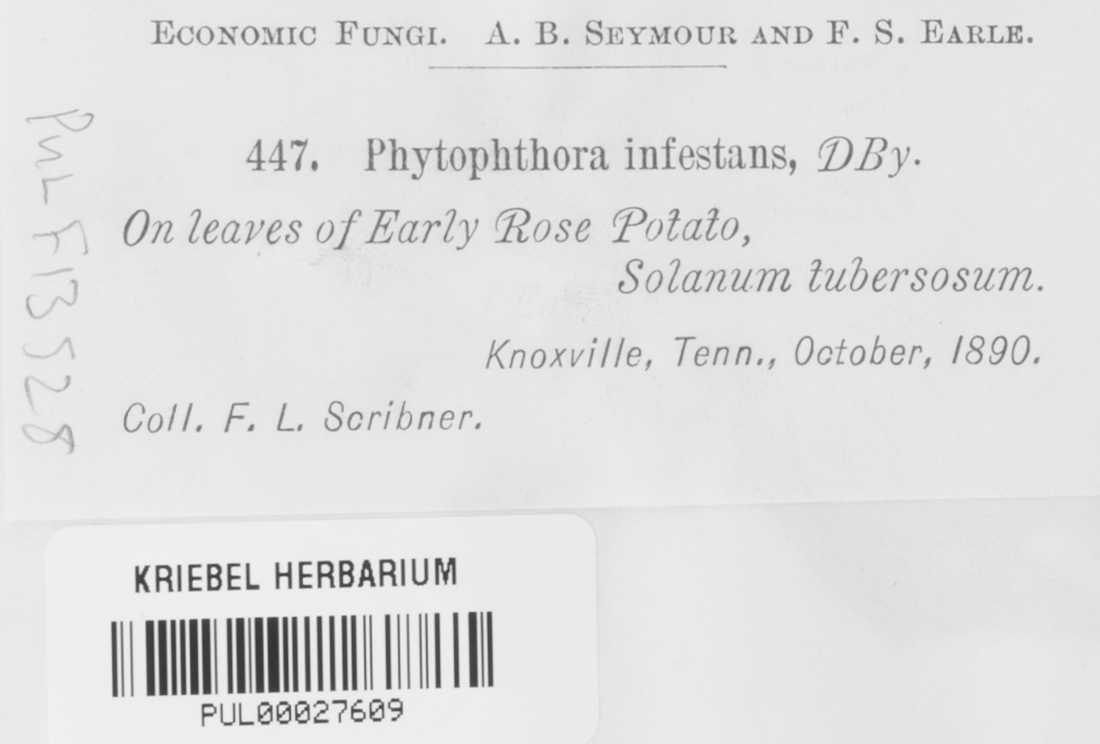 ECONOMIC FUNGI. A. B. SEYMOUR AND F. S. EARLE.
447. Phytophthora infestans, DBy.
On leaves of Early Rose Potato,
Solanum tubersosum.
Knoxville, Tenn., October, 1890.
Coll. F. L. Scribner.
PUL F13528
KRIEBEL HERBARIUM
PUL00027609